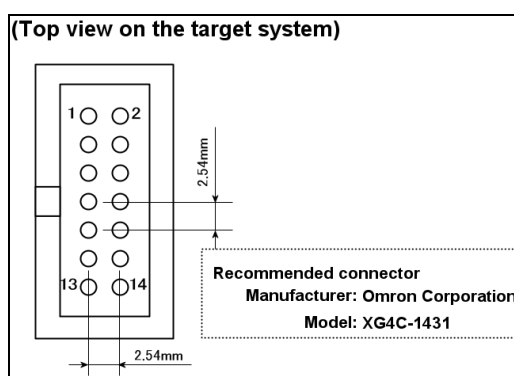 (Top view on the target system)
1 2
2.54mm
13 14
2.54mm
Recommended connector
Manufacturer: Omron Corporation
Model: XG4C-1431